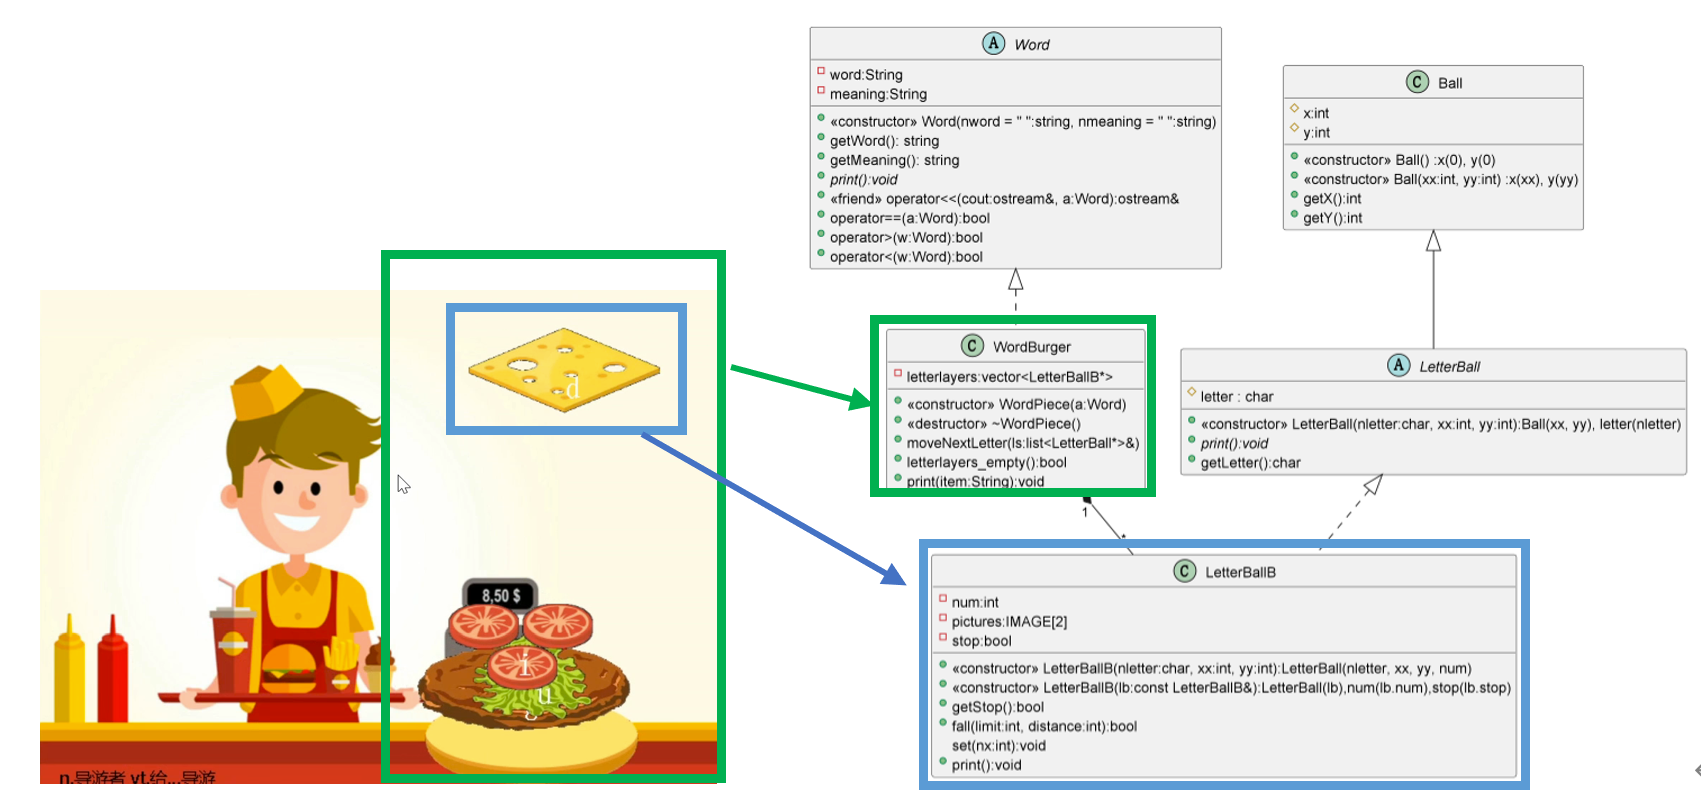 A Word
word:String
meaning:String
«constructor» Word(nword = " ":string, nmeaning = " ":string)
getWord(): string
getMeaning(): string
print():void
«friend» operator<<(cout:ostream&, a:Word):ostream&
operator==(a:Word):bool
operator>(w:Word):bool
operator<(w:Word):bool
C Ball
x:int
y:int
«constructor» Ball() :x(0), y(0)
«constructor» Ball(xx:int, yy:int) :x(xx), y(yy)
getX():int
getY():int
C WordBurger
letterlayers:vector<LetterBallB*>
«constructor» WordPiece(a:Word)
«destructor» ~WordPiece()
moveNextLetter(ls:list<LetterBall*>&)
letterlayers_empty():bool
print(item:String):void
A LetterBall
letter : char
«constructor» LetterBall(nletter:char, xx:int, yy:int):Ball(xx, yy), letter(nletter)
print():void
getLetter():char
1
*
C LetterBallB
num:int
pictures:IMAGE[2]
stop:bool
«constructor» LetterBallB(nletter:char, xx:int, yy:int):LetterBall(nletter, xx, yy, num)
«constructor» LetterBallB(lb:const LetterBallB&):LetterBall(lb),num(lb.num),stop(lb.stop)
getStop():bool
fall(limit:int, distance:int):bool
set(nx:int):void
print():void
d
8,50 $
i
u
n.导游者 vt.给...导游